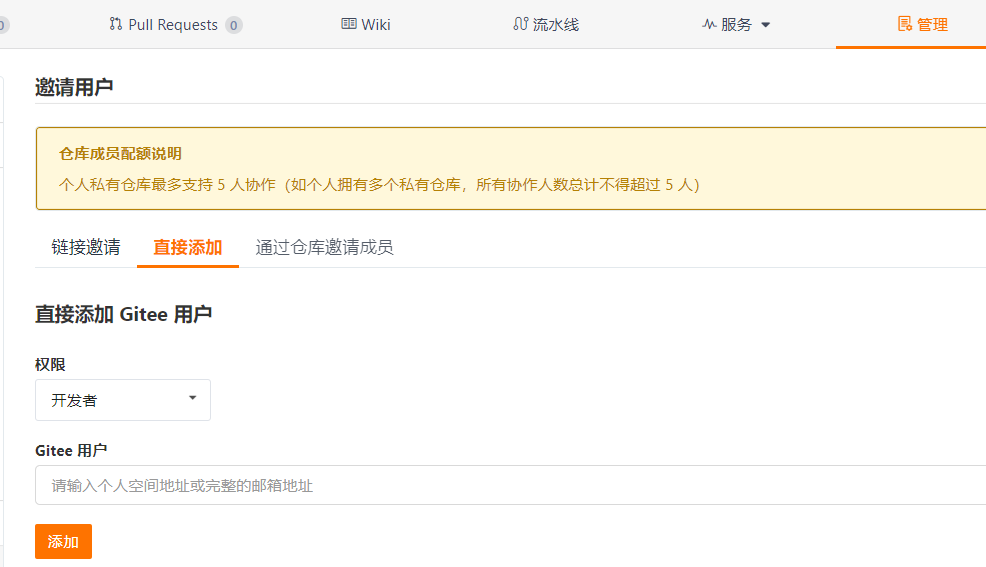 0 Pull Requests 0 Wiki 流水线 服务 管理
邀请用户
仓库成员配额说明
个人私有仓库最多支持 5 人协作（如个人拥有多个私有仓库，所有协作人数总计不得超过 5 人）
链接邀请 直接添加 通过仓库邀请成员
直接添加 Gitee 用户
权限
开发者
Gitee 用户
请输入个人空间地址或完整的邮箱地址
添加